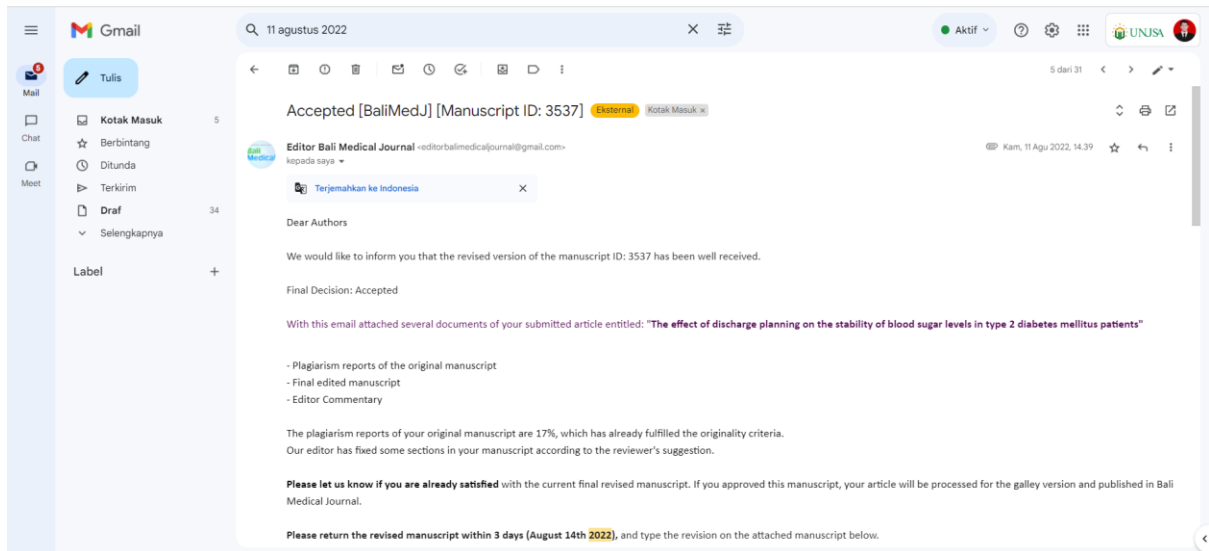 Gmail
11 agustus 2022
Aktif
UNJSA
5
Mail
Tulis
5 dari 31
Chat
Meet
Kotak Masuk 5
Berbintang
Ditunda
Terkirim
Draf 34
Selengkapnya
Label
Accepted [BaliMedJ] [Manuscript ID: 3537] Eksternal Kotak Masuk ×
Bali
Medical
Editor Bali Medical Journal <editorbalimedicaljournal@gmail.com>
Kam, 11 Agu 2022, 14.39
kepada saya
Terjemahkan ke Indonesia
Dear Authors
We would like to inform you that the revised version of the manuscript ID: 3537 has been well received.
Final Decision: Accepted
With this email attached several documents of your submitted article entitled: "The effect of discharge planning on the stability of blood sugar levels in type 2 diabetes mellitus patients"
- Plagiarism reports of the original manuscript
- Final edited manuscript
- Editor Commentary
The plagiarism reports of your original manuscript are 17%, which has already fulfilled the originality criteria.
Our editor has fixed some sections in your manuscript according to the reviewer's suggestion.
Please let us know if you are already satisfied with the current final revised manuscript. If you approved this manuscript, your article will be processed for the galley version and published in Bali
Medical Journal.
Please return the revised manuscript within 3 days (August 14th 2022), and type the revision on the attached manuscript below.